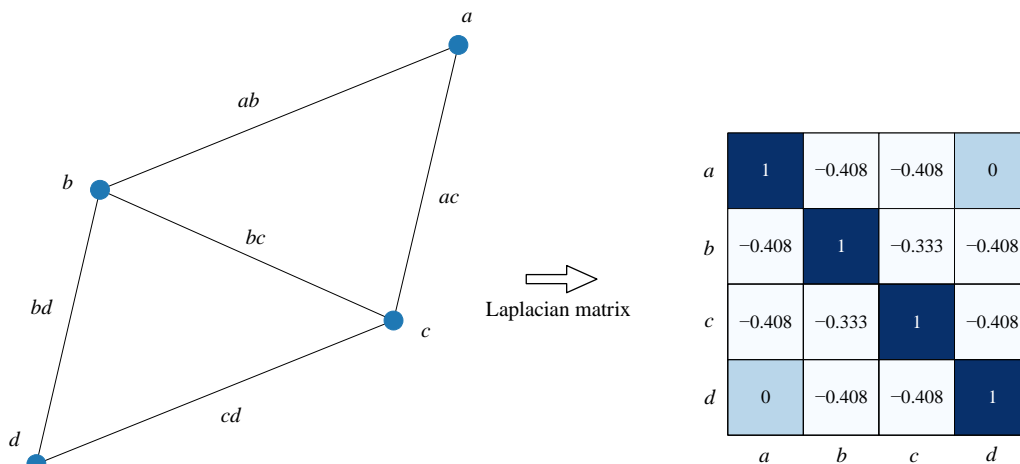 a
ab
b
ac
bc
bd
c
cd
d
Laplacian matrix
a 1 −0.408 −0.408 0
b −0.408 1 −0.333 −0.408
c −0.408 −0.333 1 −0.408
d 0 −0.408 −0.408 1
a b c d